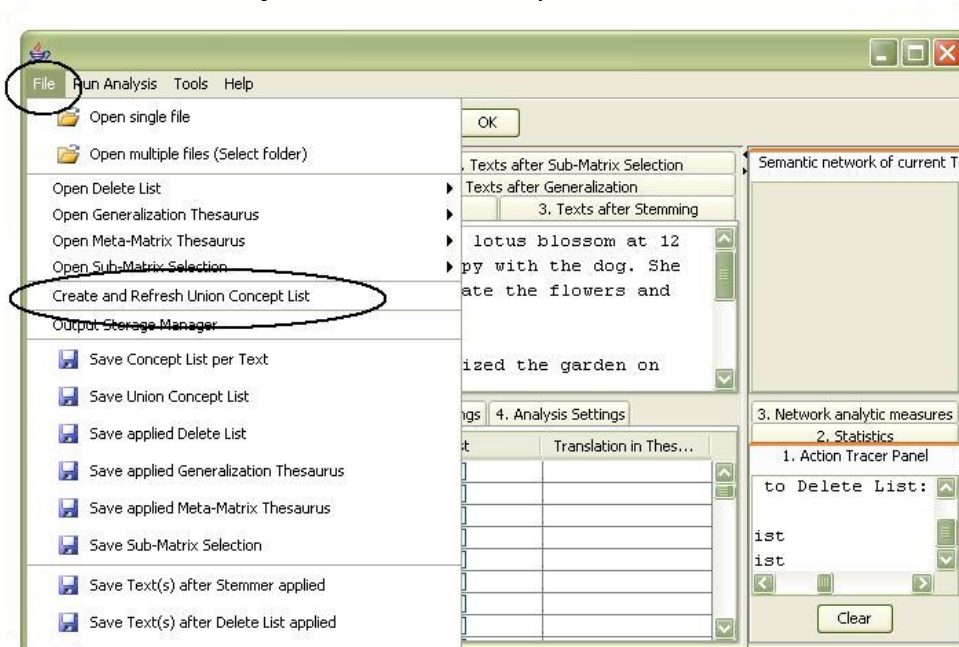 File Run Analysis Tools Help
Open single file
OK
Open multiple files (Select folder)
. Texts after Sub-Matrix Selection
Semantic network of current T
Open Delete List
Texts after Generalization
Open Generalization Thesaurus
3. Texts after Stemming
Open Meta-Matrix Thesaurus
lotus blossom at 12
Open Sub-Matrix Selection
py with the dog. She
Create and Refresh Union Concept List
ate the flowers and
Output Storage Manager
Save Concept List per Text
ized the garden on
Save Union Concept List
ngs 4. Analysis Settings
3. Network analytic measures
Save applied Delete List
2. Statistics
st Translation in Thes...
1. Action Tracer Panel
Save applied Generalization Thesaurus
to Delete List:
Save applied Meta-Matrix Thesaurus
ist
Save Sub-Matrix Selection
ist
Save Text(s) after Stemmer applied
Save Text(s) after Delete List applied
Clear